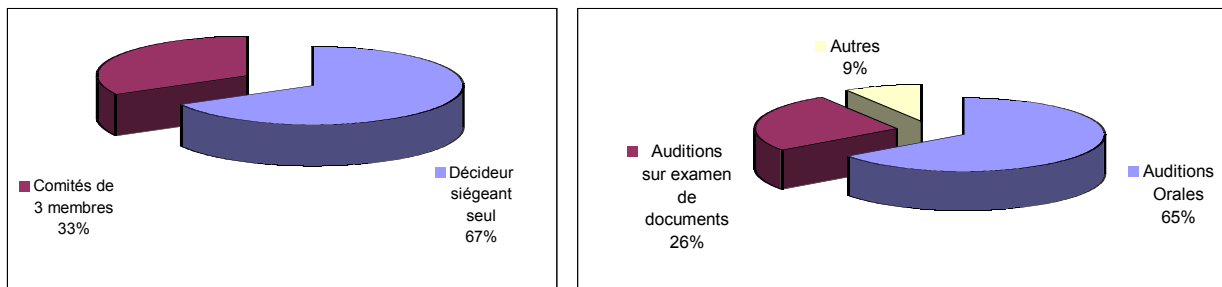 Comités de
3 membres
33%
Décideur
siégeant
seul
67%
Autres
9%
Auditions
sur examen
de
documents
26%
Auditions
Orales
65%